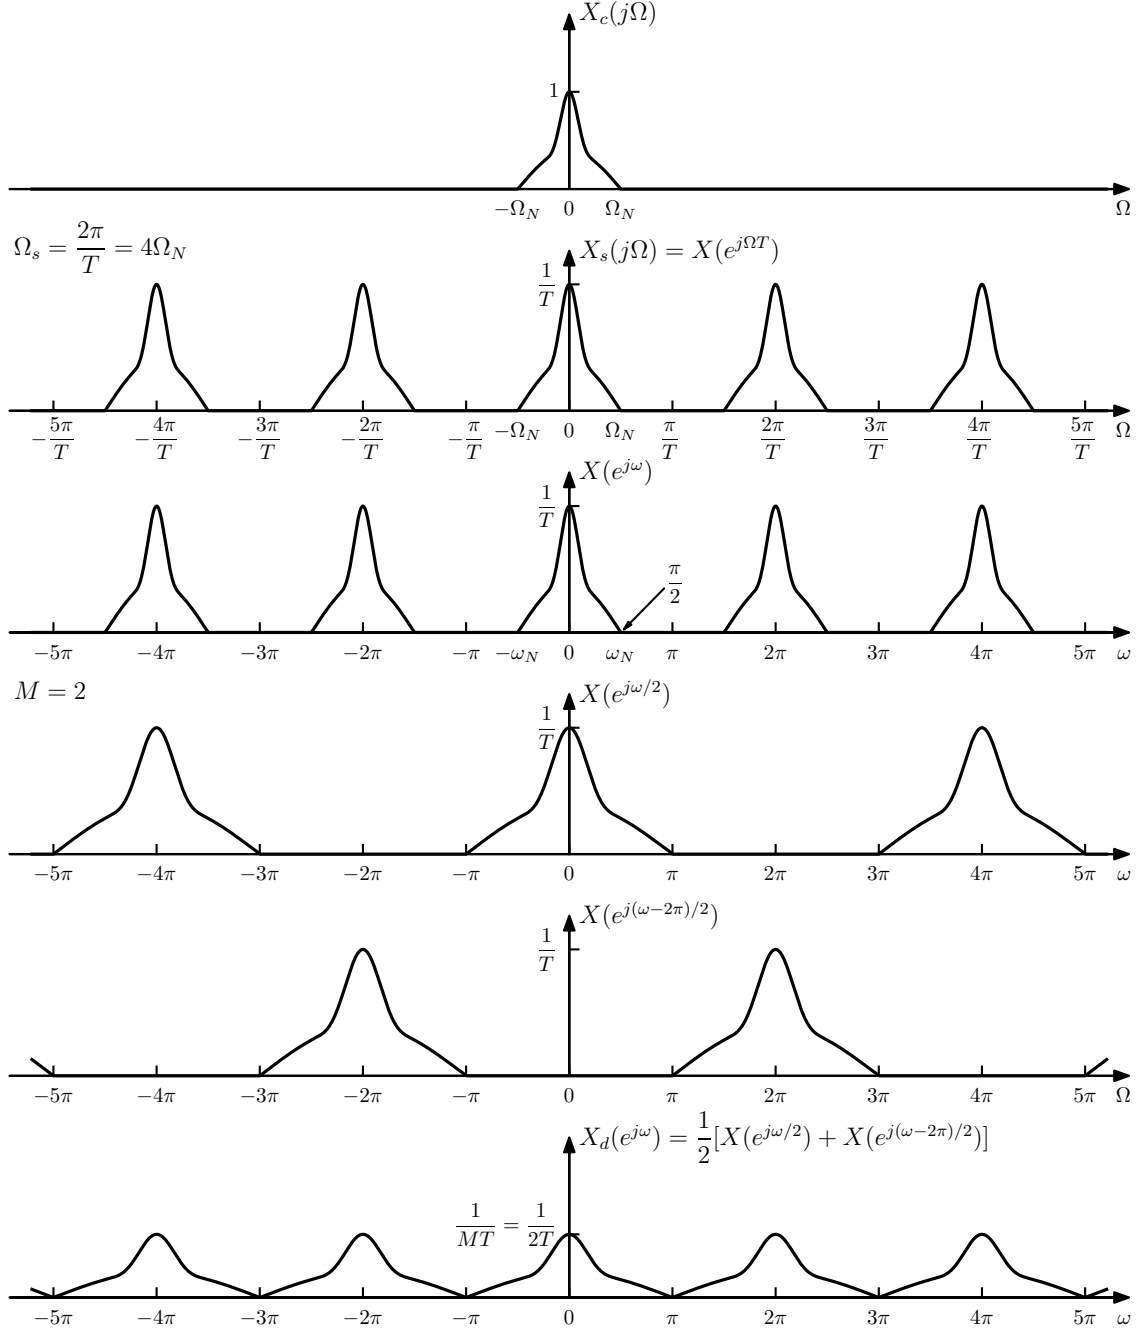 X_c(jΩ)
1
−Ω_N 0 Ω_N Ω
Ω_s = 2π/T = 4Ω_N
X_s(jΩ) = X(e^{jΩT})
1/T
−5π/T −4π/T −3π/T −2π/T −π/T −Ω_N 0 Ω_N π/T 2π/T 3π/T 4π/T 5π/T Ω
X(e^{jω})
1/T
π/2
−5π −4π −3π −2π −π −ω_N 0 ω_N π 2π 3π 4π 5π ω
M = 2
X(e^{jω/2})
1/T
−5π −4π −3π −2π −π 0 π 2π 3π 4π 5π ω
X(e^{j(ω−2π)/2})
1/T
−5π −4π −3π −2π −π 0 π 2π 3π 4π 5π Ω
X_d(e^{jω}) = 1/2[X(e^{jω/2}) + X(e^{j(ω−2π)/2})]
1/MT = 1/2T
−5π −4π −3π −2π −π 0 π 2π 3π 4π 5π ω